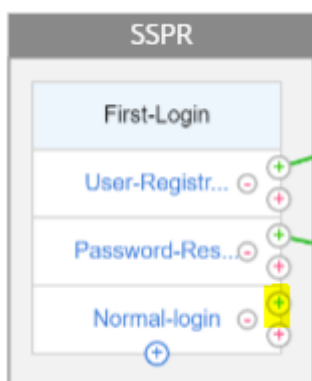 SSPR
First-Login
User-Registr...
Password-Res...
Normal-login